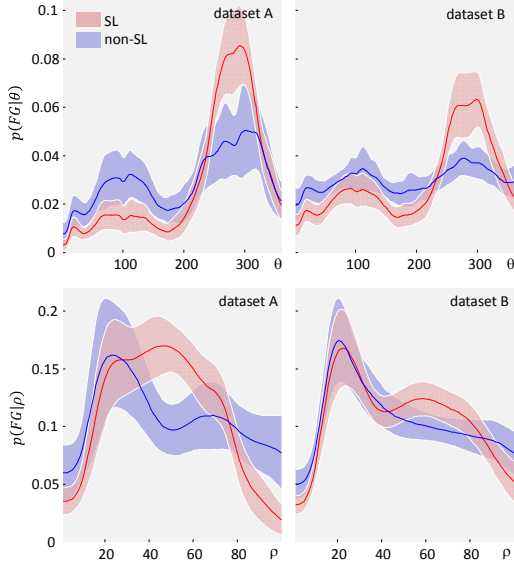 0.1
dataset A
dataset B
SL
non-SL
0.08
0.06
0.04
0.02
0
p(FG|θ)
100
200
300
θ
100
200
300
θ
dataset A
dataset B
0.2
0.15
0.1
0.05
0
p(FG|ρ)
20
40
60
80
ρ
20
40
60
80
ρ